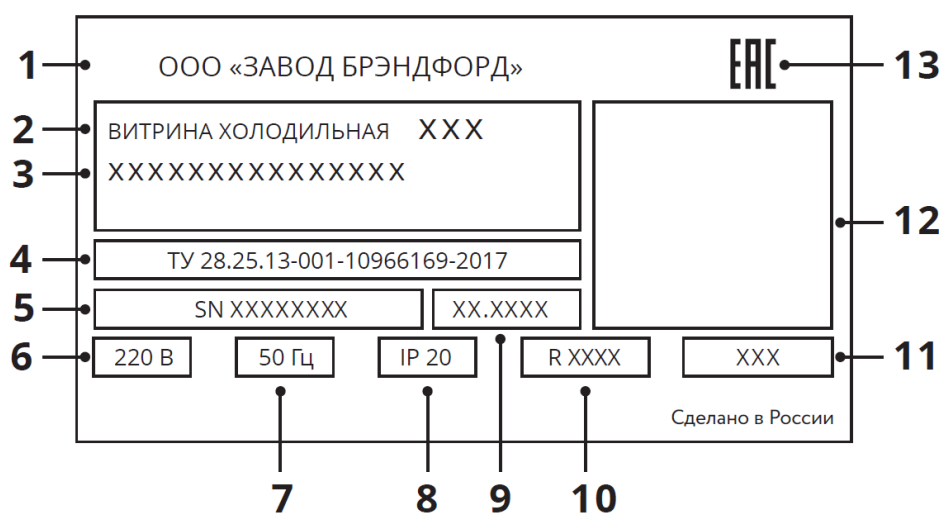 1 ООО «ЗАВОД БРЭНДФОРД» EAC 13
2 ВИТРИНА ХОЛОДИЛЬНАЯ XXX
3 XXXXXXXXXXXXXXX
12
4 ТУ 28.25.13-001-10966169-2017
5 SN XXXXXXXX XX.XXXX
6 220 В 50 Гц IP 20 R XXXX XXX 11
Сделано в России
7 8 9 10